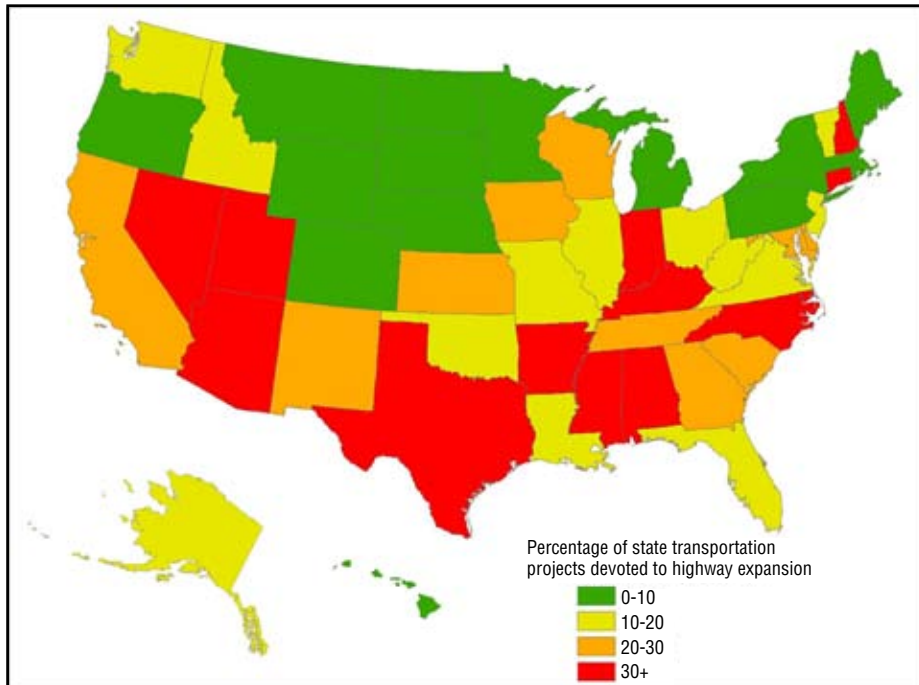 Percentage of state transportation
projects devoted to highway expansion
0-10
10-20
20-30
30+